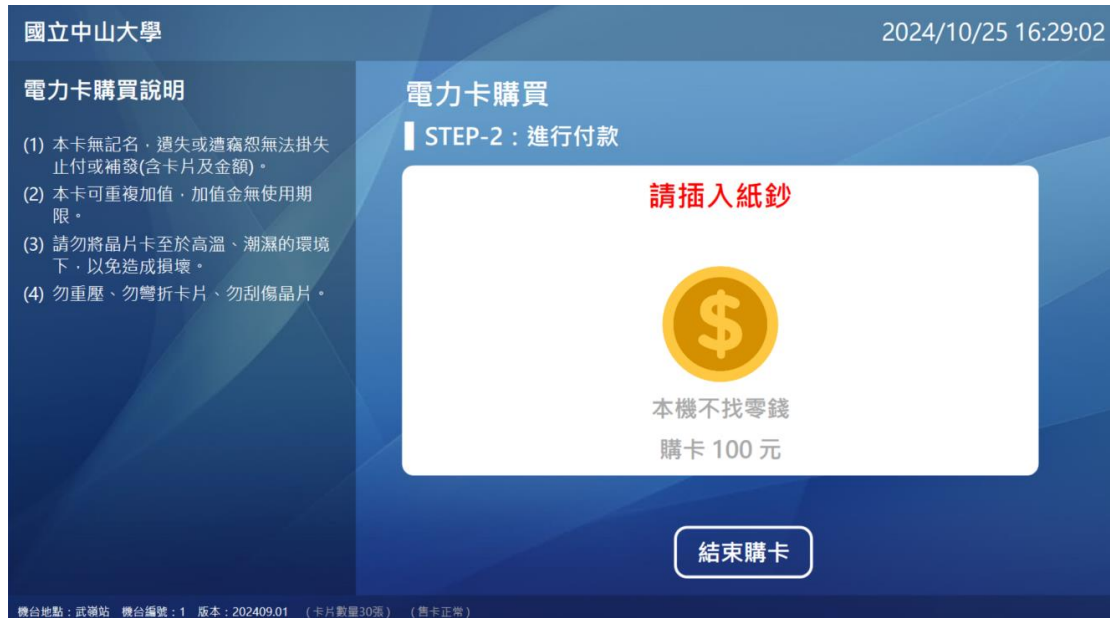 國立中山大學
2024/10/25 16:29:02
電力卡購買說明
(1) 本卡無記名，遺失或遭竊恕無法掛失
止付或補發(含卡片及金額)。
(2) 本卡可重複加值，加值金無使用期
限。
(3) 請勿將晶片卡至於高溫、潮濕的環境
下，以免造成損壞。
(4) 勿重壓、勿彎折卡片、勿刮傷晶片。
電力卡購買
STEP-2：進行付款
請插入紙鈔
$
本機不找零錢
購卡 100 元
結束購卡
機台地點：武嶺站 機台編號：1 版本：202409.01 （卡片數量30張）（售卡正常）